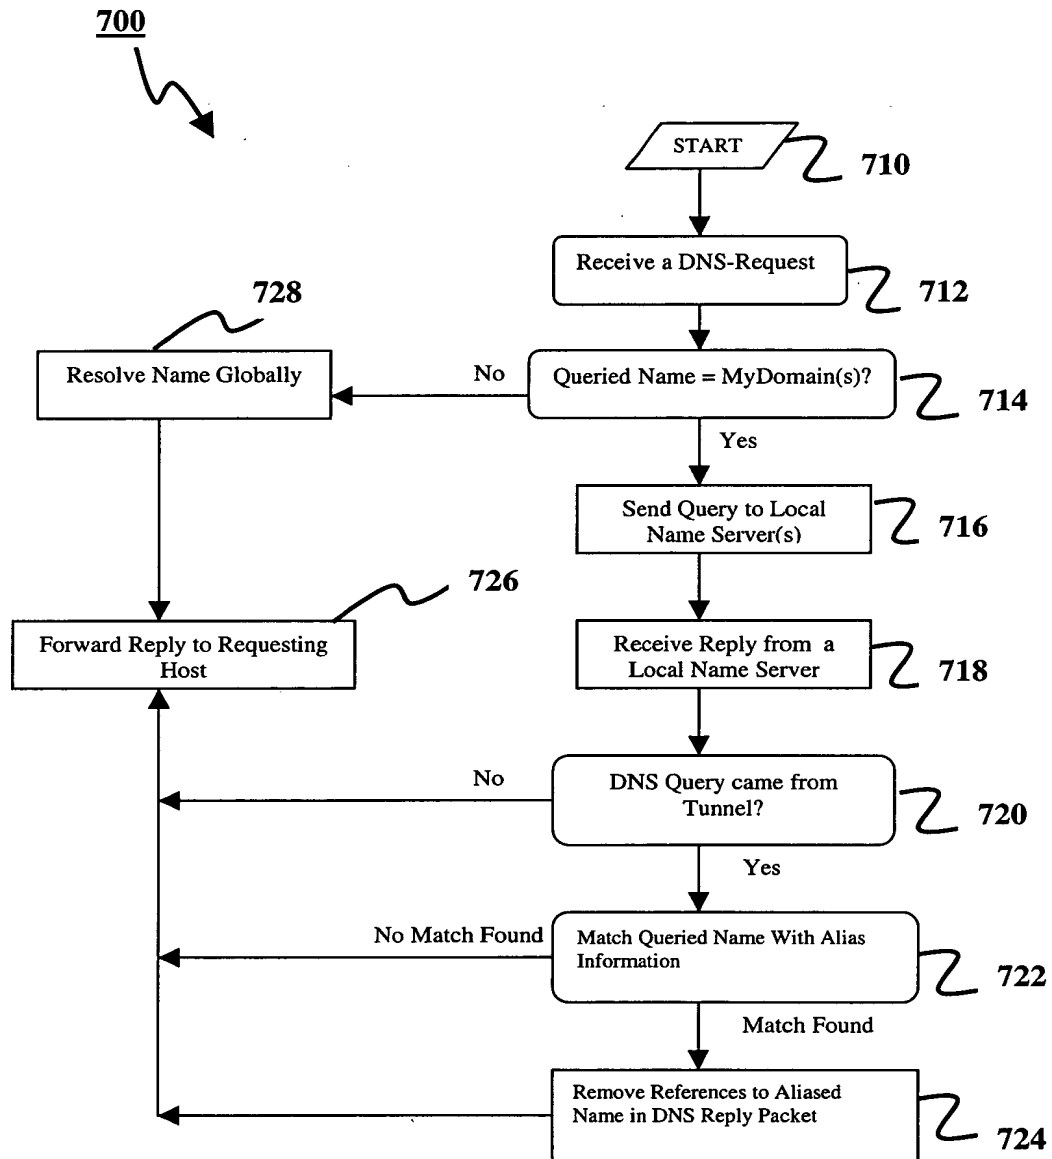 700
START
710
Receive a DNS-Request
712
728
Resolve Name Globally
No
Queried Name = MyDomain(s)?
714
Yes
Send Query to Local
Name Server(s)
716
726
Forward Reply to Requesting
Host
Receive Reply from a
Local Name Server
718
No
DNS Query came from
Tunnel?
720
Yes
No Match Found
Match Queried Name With Alias
Information
722
Match Found
Remove References to Aliased
Name in DNS Reply Packet
724